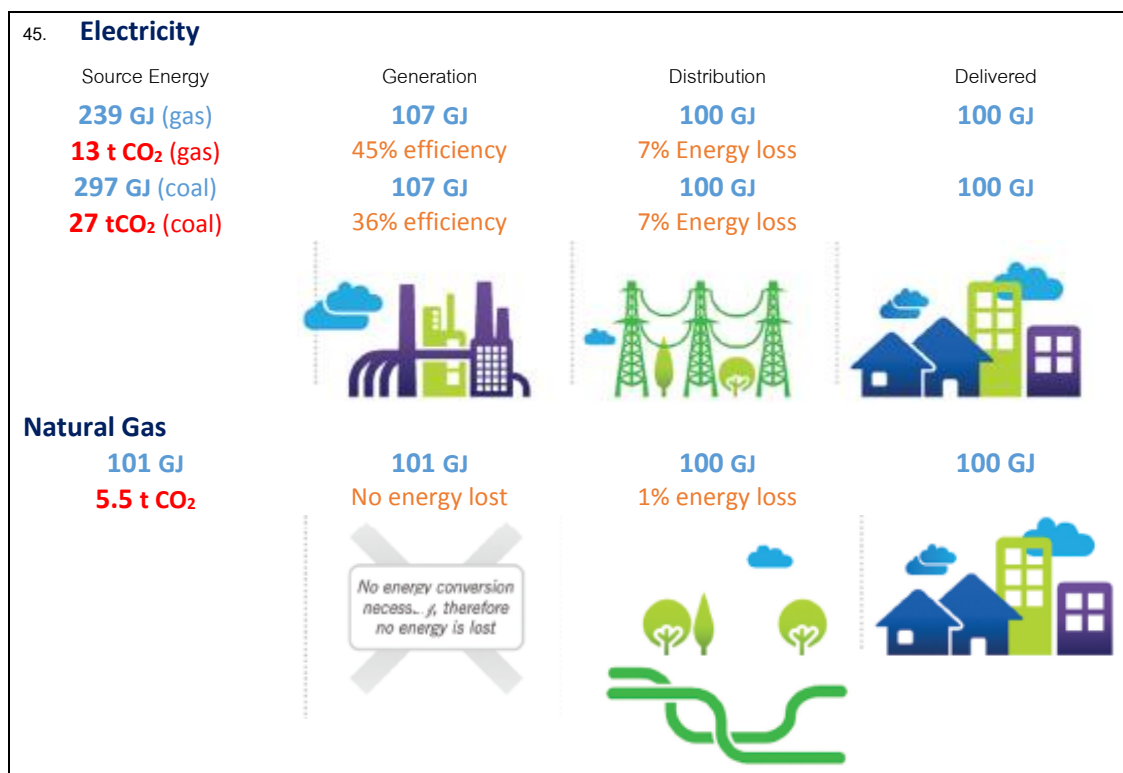 45. Electricity
Source Energy Generation Distribution Delivered
239 GJ (gas) 107 GJ 100 GJ 100 GJ
13 t CO₂ (gas) 45% efficiency 7% Energy loss
297 GJ (coal) 107 GJ 100 GJ 100 GJ
27 tCO₂ (coal) 36% efficiency 7% Energy loss
Natural Gas
101 GJ 101 GJ 100 GJ 100 GJ
5.5 t CO₂ No energy lost 1% energy loss
No energy conversion
therefore
no energy is lost